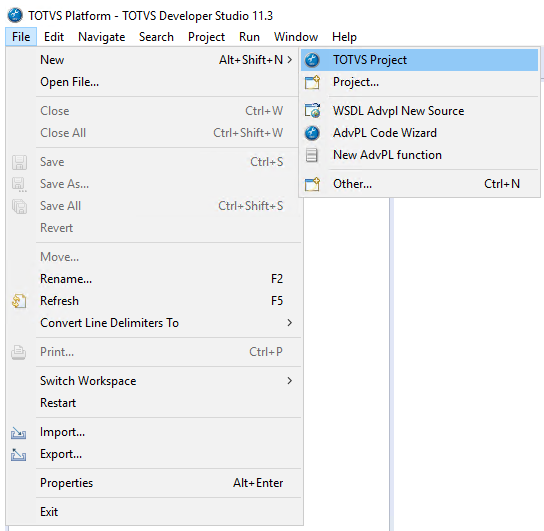 TOTVS Platform - TOTVS Developer Studio 11.3
File Edit Navigate Search Project Run Window Help
New Alt+Shift+N
Open File...
Close Ctrl+W
Close All Ctrl+Shift+W
Save Ctrl+S
Save As...
Save All Ctrl+Shift+S
Revert
Move...
Rename... F2
Refresh F5
Convert Line Delimiters To
Print... Ctrl+P
Switch Workspace
Restart
Import...
Export...
Properties Alt+Enter
Exit
TOTVS Project
Project...
WSDL Advpl New Source
AdvPL Code Wizard
New AdvPL function
Other... Ctrl+N